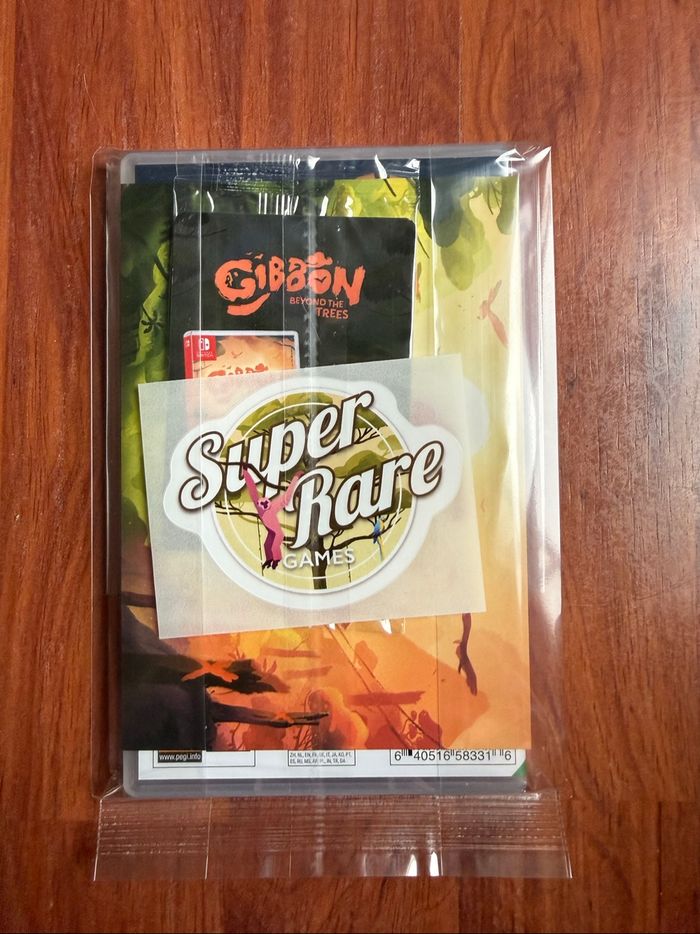 GIBBON
BEYOND THE
TREES
Super
Rare
GAMES
www.pegi.info
6 40516 58331 6